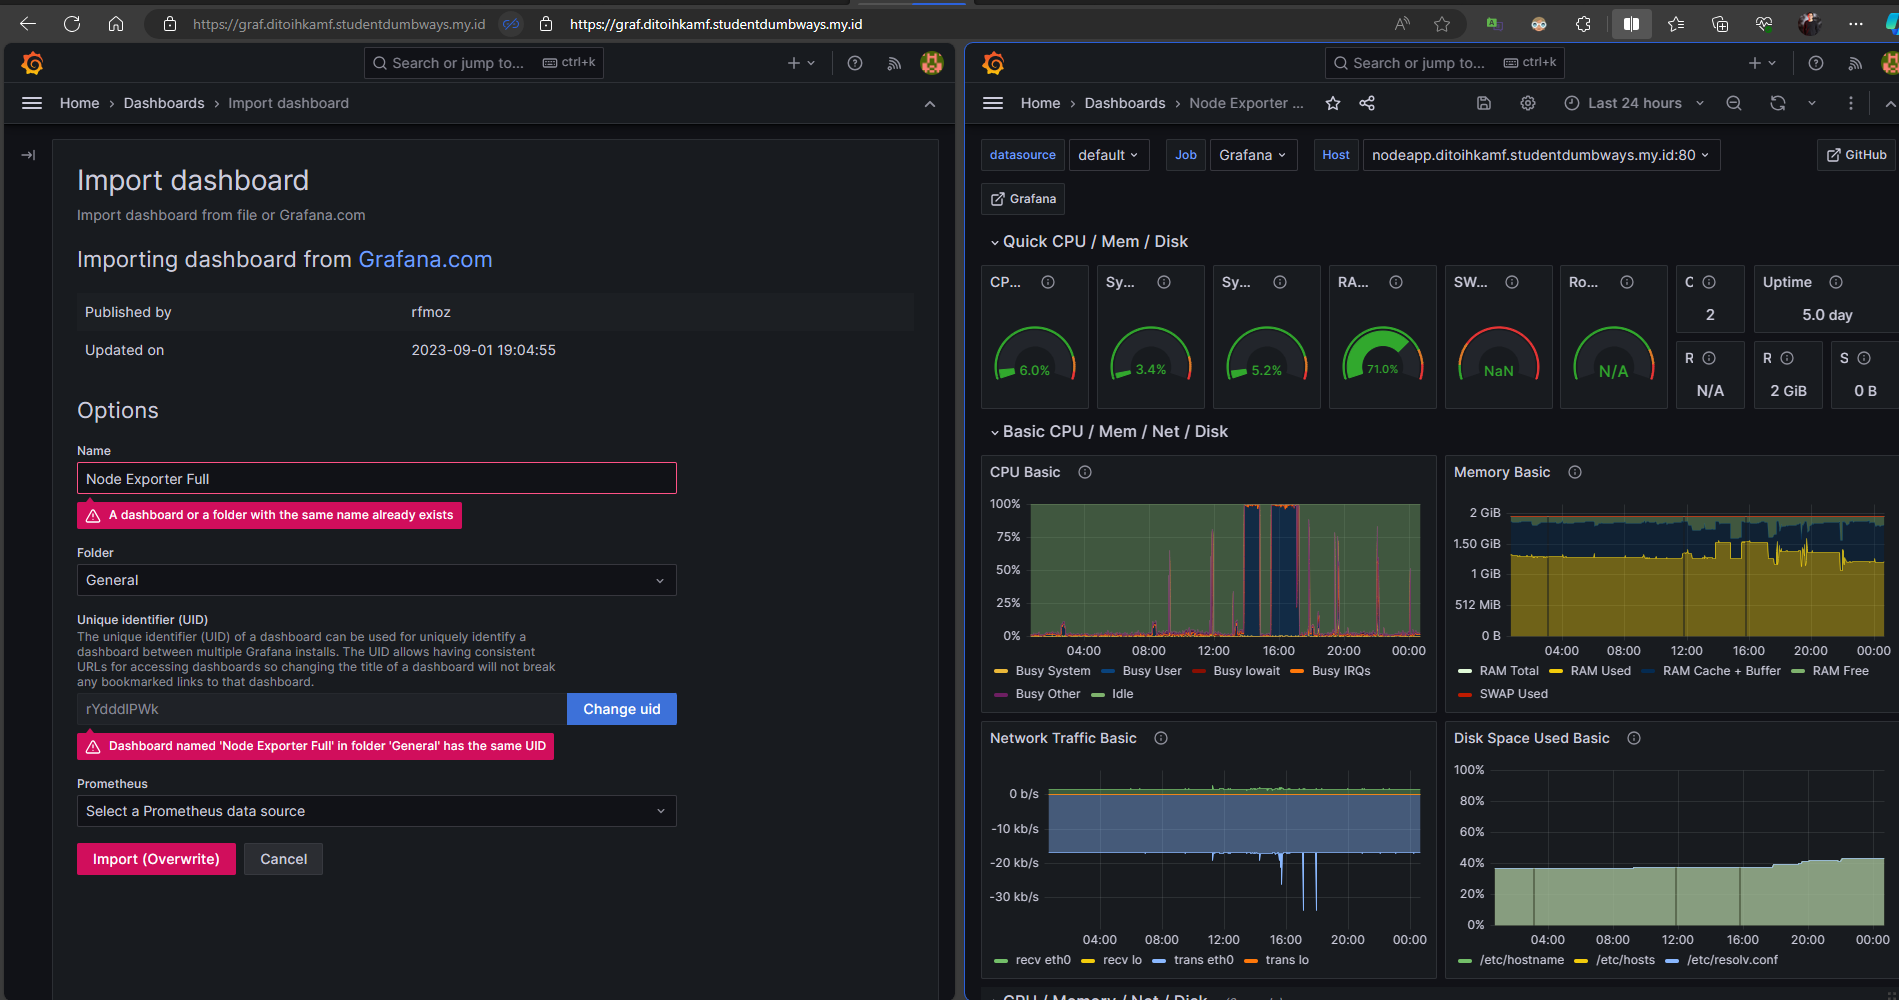 https://graf.ditoihkamf.studentdumbways.my.id
https://graf.ditoihkamf.studentdumbways.my.id
Search or jump to... ctrl+k
Home › Dashboards › Import dashboard
Import dashboard
Import dashboard from file or Grafana.com
Importing dashboard from Grafana.com
Published by rfmoz
Updated on 2023-09-01 19:04:55
Options
Name
Node Exporter Full
A dashboard or a folder with the same name already exists
Folder
General
Unique identifier (UID)
The unique identifier (UID) of a dashboard can be used for uniquely identify a
dashboard between multiple Grafana installs. The UID allows having consistent
URLs for accessing dashboards so changing the title of a dashboard will not break
any bookmarked links to that dashboard.
rYdddlPWk Change uid
Dashboard named 'Node Exporter Full' in folder 'General' has the same UID
Prometheus
Select a Prometheus data source
Import (Overwrite) Cancel
Search or jump to... ctrl+k
Home › Dashboards › Node Exporter ... Last 24 hours
datasource default Job Grafana Host nodeapp.ditoihkamf.studentdumbways.my.id:80 GitHub
Grafana
Quick CPU / Mem / Disk
CP... Sy... Sy... RA... SW... Ro... C Uptime
2 5.0 day
6.0% 3.4% 5.2% 71.0% NaN N/A
R R S
N/A 2 GiB 0 B
Basic CPU / Mem / Net / Disk
CPU Basic
100%
75%
50%
25%
0%
04:00 08:00 12:00 16:00 20:00 00:00
Busy System Busy User Busy Iowait Busy IRQs
Busy Other Idle
Memory Basic
2 GiB
1.50 GiB
1 GiB
512 MiB
0 B
04:00 08:00 12:00 16:00 20:00 00:00
RAM Total RAM Used RAM Cache + Buffer RAM Free
SWAP Used
Network Traffic Basic
0 b/s
-10 kb/s
-20 kb/s
-30 kb/s
04:00 08:00 12:00 16:00 20:00 00:00
recv eth0 recv lo trans eth0 trans lo
Disk Space Used Basic
100%
80%
60%
40%
20%
0%
04:00 08:00 12:00 16:00 20:00 00:00
/etc/hostname /etc/hosts /etc/resolv.conf
CPU / Memory / Net / Disk